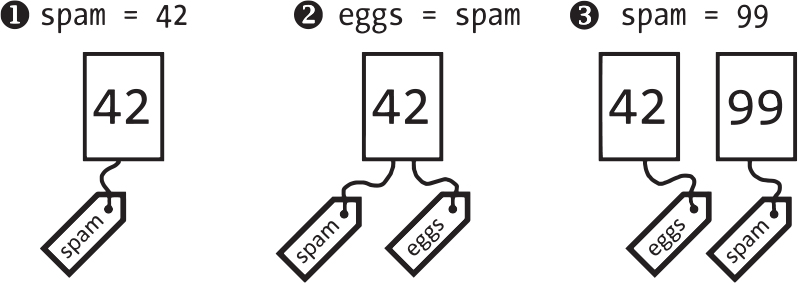 ❶ spam = 42
42
spam
❷ eggs = spam
42
spam
eggs
❸ spam = 99
42
99
eggs
spam